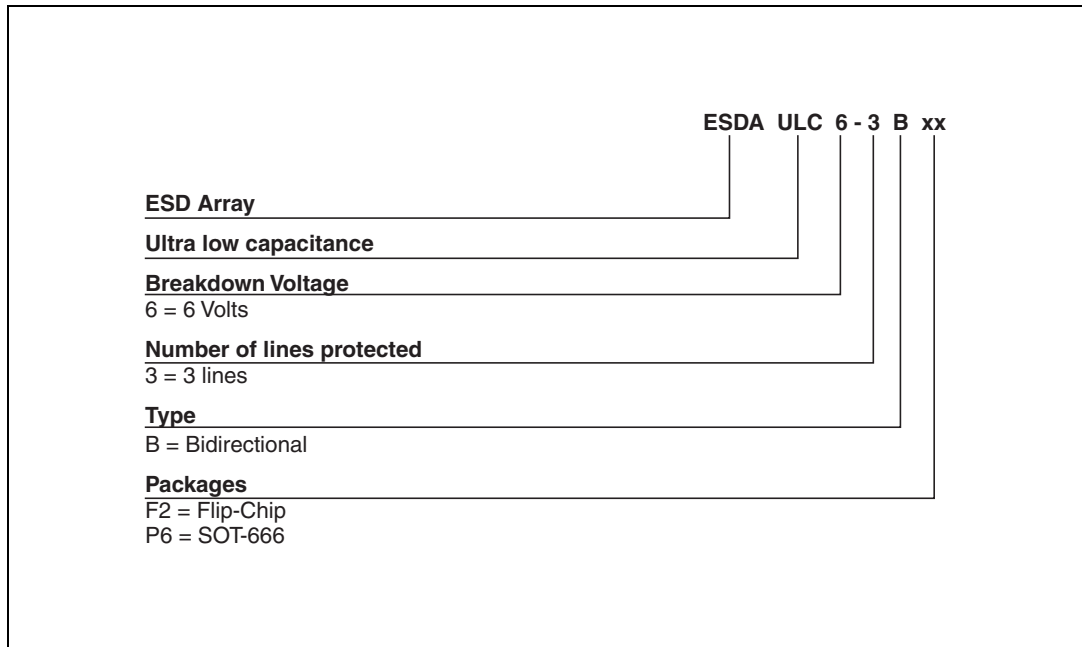 ESDA ULC 6 - 3 B xx
ESD Array
Ultra low capacitance
Breakdown Voltage
6 = 6 Volts
Number of lines protected
3 = 3 lines
Type
B = Bidirectional
Packages
F2 = Flip-Chip
P6 = SOT-666